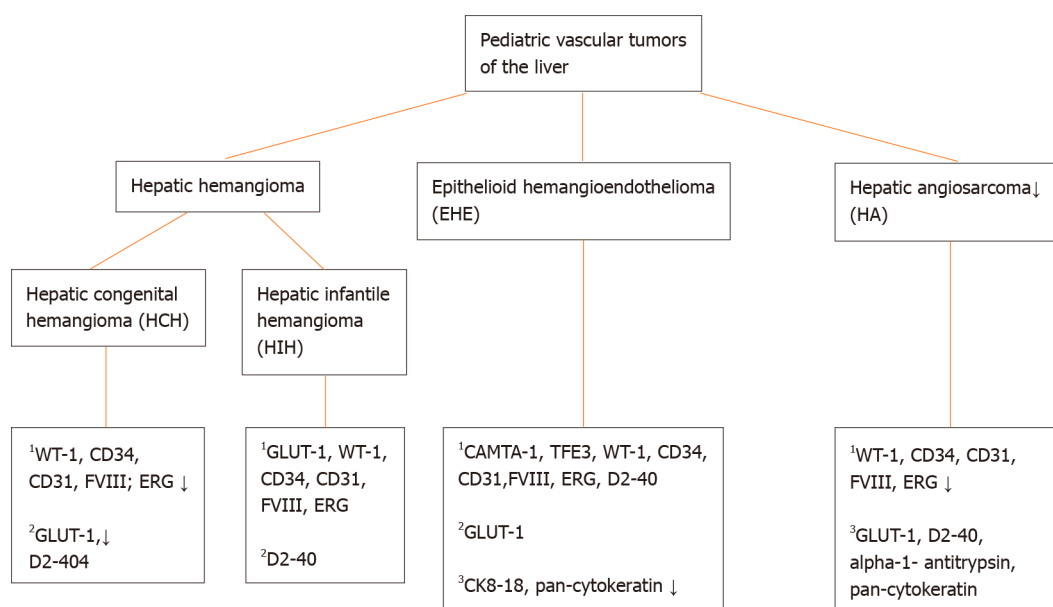 Pediatric vascular tumors
of the liver
Hepatic hemangioma
Epithelioid hemangioendothelioma
(EHE)
Hepatic angiosarcoma↓
(HA)
Hepatic congenital
hemangioma (HCH)
Hepatic infantile
hemangioma
(HIH)
¹WT-1, CD34,
CD31, FVIII; ERG ↓
²GLUT-1,↓
D2-404
¹GLUT-1, WT-1,
CD34, CD31,
FVIII, ERG
²D2-40
¹CAMTA-1, TFE3, WT-1, CD34,
CD31,FVIII, ERG, D2-40
²GLUT-1
³CK8-18, pan-cytokeratin ↓
¹WT-1, CD34, CD31,
FVIII, ERG ↓
³GLUT-1, D2-40,
alpha-1- antitrypsin,
pan-cytokeratin